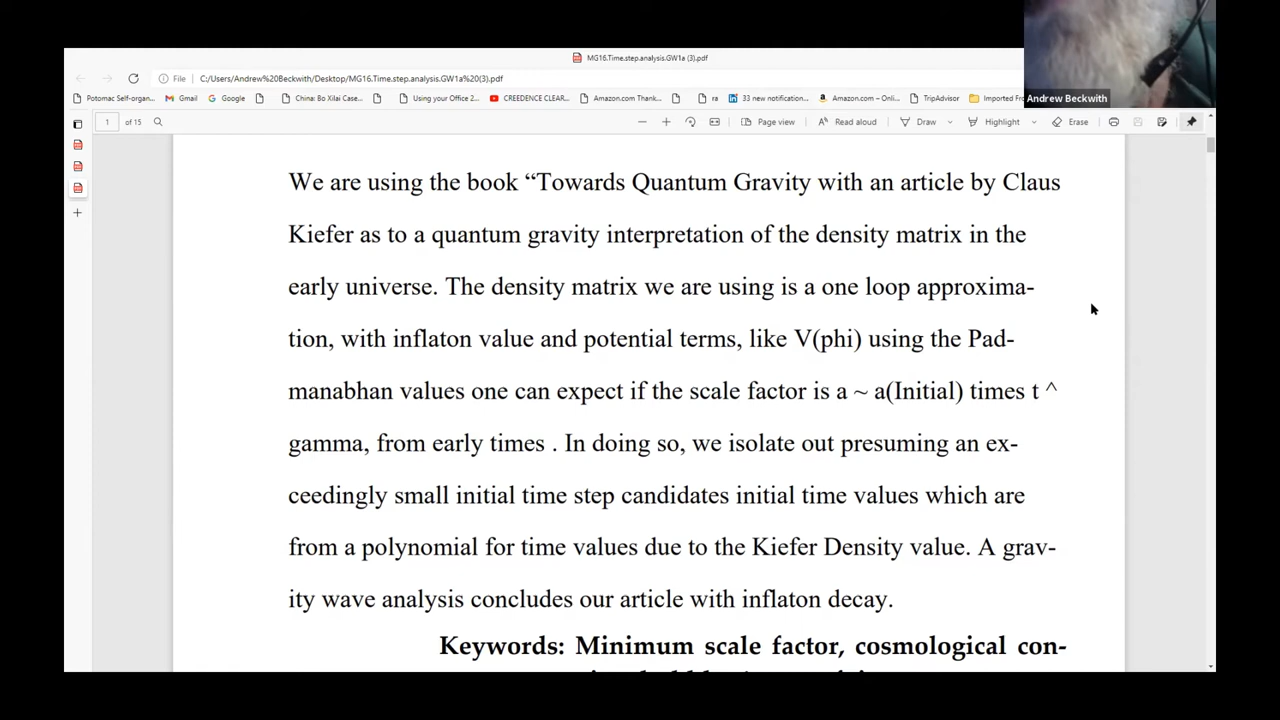 MG16.Time.step.analysis.GW1a (3).pdf
File C:/Users/Andrew%20Beckwith/Desktop/MG16.Time.step.analysis.GW1a%20(3).pdf
Potomac Self-organ... Gmail Google China: Bo Xilai Case... Using your Office 2... CREEDENCE CLEAR... Amazon.com Thank... ra 33 new notification... Amazon.com – Onli... TripAdvisor Imported Fro
Andrew Beckwith
1 of 15 Page view Read aloud Draw Highlight Erase
We are using the book “Towards Quantum Gravity with an article by Claus
Kiefer as to a quantum gravity interpretation of the density matrix in the
early universe. The density matrix we are using is a one loop approxima-
tion, with inflaton value and potential terms, like V(phi) using the Pad-
manabhan values one can expect if the scale factor is a ~ a(Initial) times t ^
gamma, from early times . In doing so, we isolate out presuming an ex-
ceedingly small initial time step candidates initial time values which are
from a polynomial for time values due to the Kiefer Density value. A grav-
ity wave analysis concludes our article with inflaton decay.
Keywords: Minimum scale factor, cosmological con-